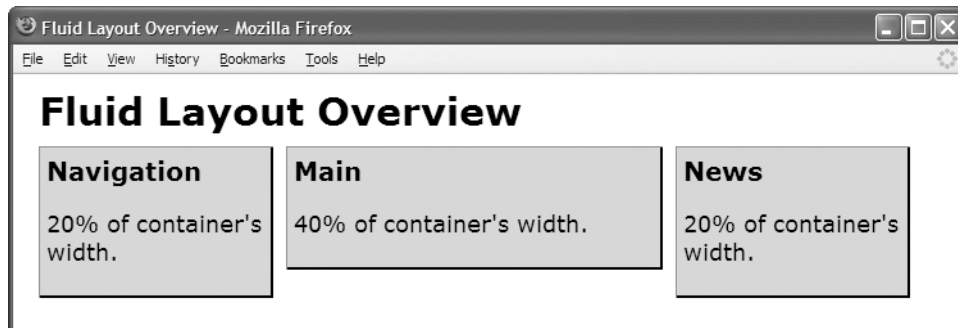 Fluid Layout Overview - Mozilla Firefox
File Edit View History Bookmarks Tools Help
Fluid Layout Overview
Navigation
20% of container's
width.
Main
40% of container's width.
News
20% of container's
width.